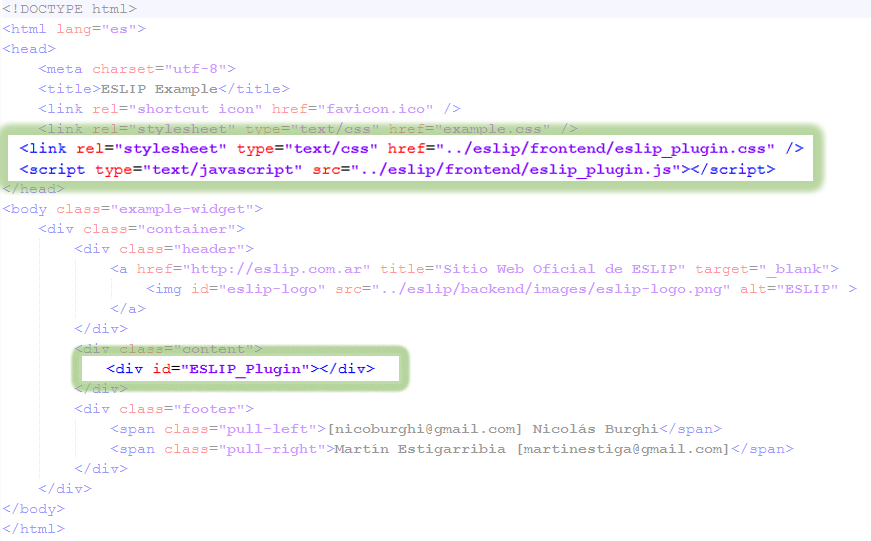 <!DOCTYPE html>
<html lang="es">
<head>
<meta charset="utf-8">
<title>ESLIP Example</title>
<link rel="shortcut icon" href="favicon.ico" />
<link rel="stylesheet" type="text/css" href="example.css" />
<link rel="stylesheet" type="text/css" href="../eslip/frontend/eslip_plugin.css" />
<script type="text/javascript" src="../eslip/frontend/eslip_plugin.js"></script>
</head>
<body class="example-widget">
<div class="container">
<div class="header">
<a href="http://eslip.com.ar" title="Sitio Web Oficial de ESLIP" target="_blank">
<img id="eslip-logo" src="../eslip/backend/images/eslip-logo.png" alt="ESLIP" >
</a>
</div>
<div class="content">
<div id="ESLIP_Plugin"></div>
</div>
<div class="footer">
<span class="pull-left">[nicoburghi@gmail.com] Nicolás Burghi</span>
<span class="pull-right">Martín Estigarribia [martinestiga@gmail.com]</span>
</div>
</div>
</body>
</html>